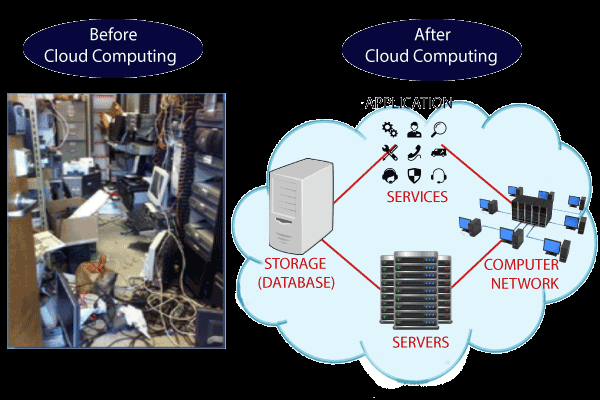 Before
Cloud Computing
After
Cloud Computing
APPLICATION
SERVICES
STORAGE
(DATABASE)
COMPUTER
NETWORK
SERVERS